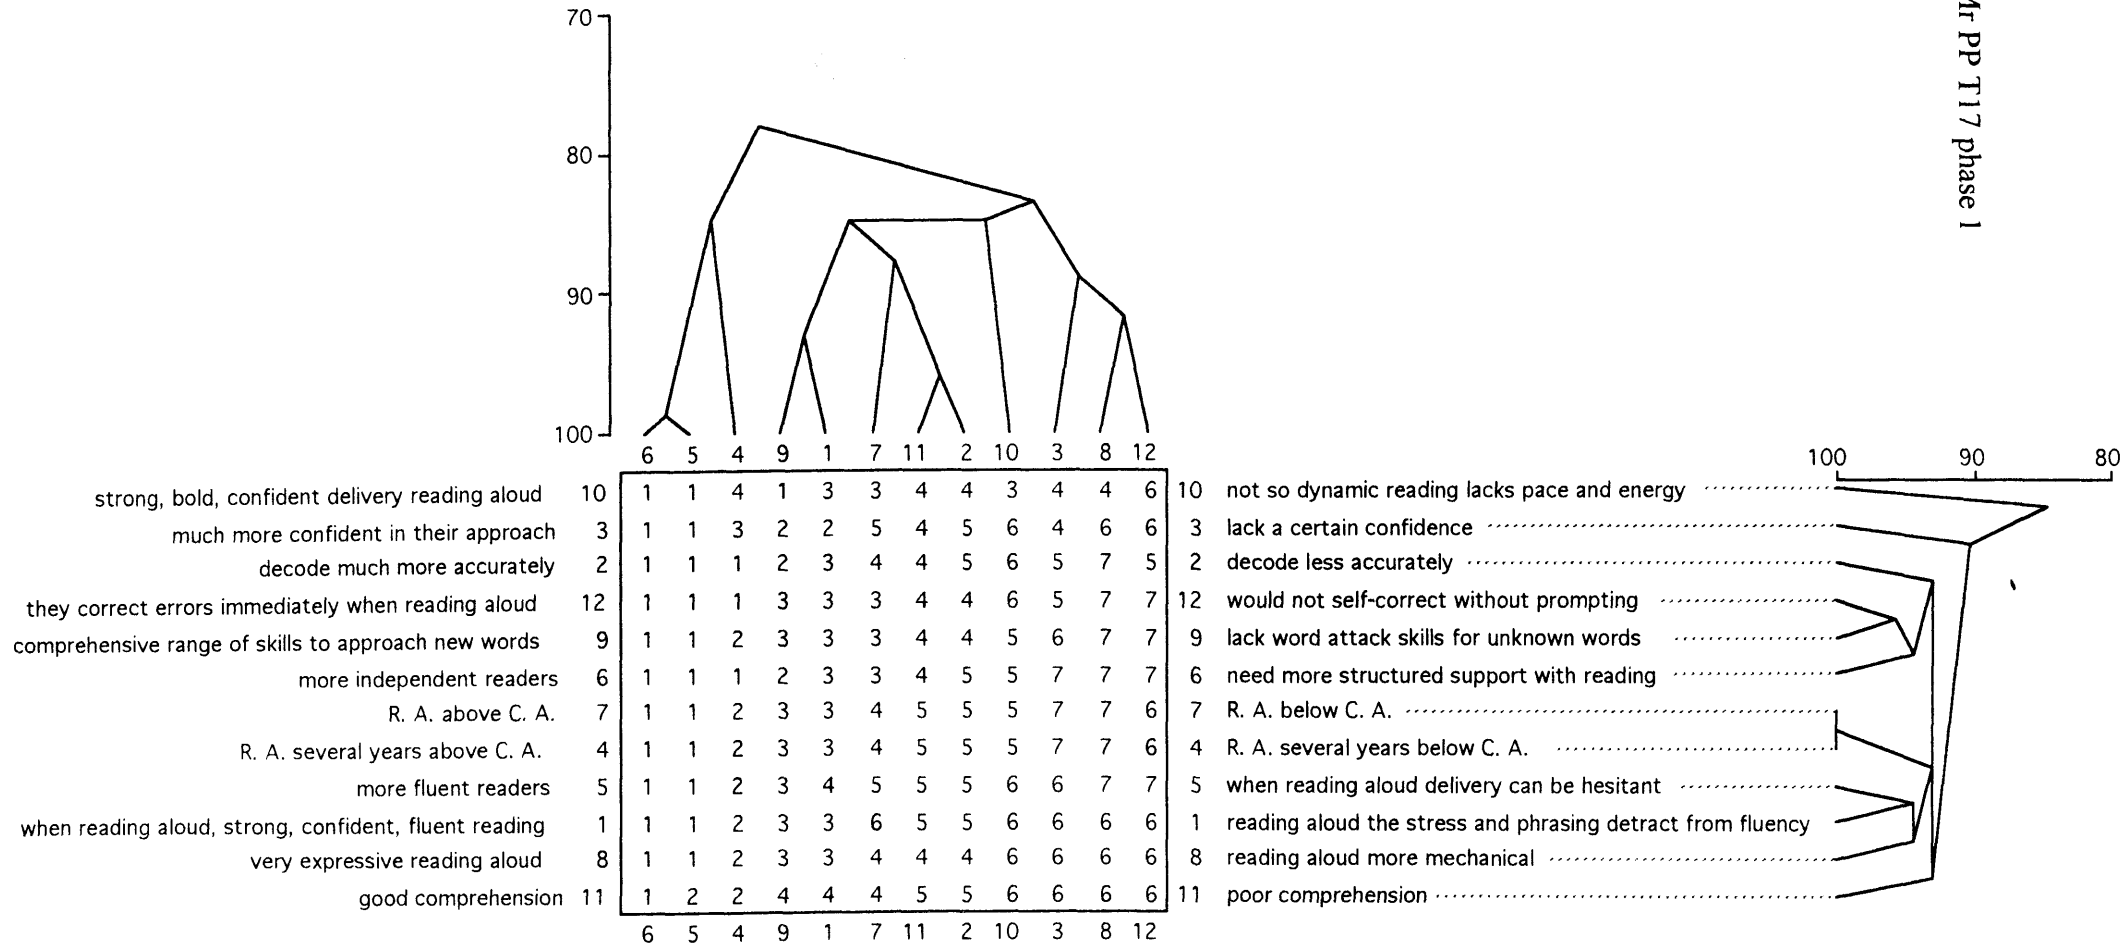 Mr PP T17 phase 1
70
80
90
100
6 5 4 9 1 7 11 2 10 3 8 12
100 90 80
strong, bold, confident delivery reading aloud 10 1 1 4 1 3 3 4 4 3 4 4 6 10 not so dynamic reading lacks pace and energy
much more confident in their approach 3 1 1 3 2 2 5 4 5 6 4 6 6 3 lack a certain confidence
decode much more accurately 2 1 1 1 2 3 4 4 5 6 5 7 5 2 decode less accurately
they correct errors immediately when reading aloud 12 1 1 1 3 3 3 4 4 6 5 7 7 12 would not self-correct without prompting
comprehensive range of skills to approach new words 9 1 1 2 3 3 3 4 4 5 6 7 7 9 lack word attack skills for unknown words
more independent readers 6 1 1 1 2 3 3 4 5 5 7 7 7 6 need more structured support with reading
R. A. above C. A. 7 1 1 2 3 3 4 5 5 5 7 7 6 7 R. A. below C. A.
R. A. several years above C. A. 4 1 1 2 3 3 4 5 5 5 7 7 6 4 R. A. several years below C. A.
more fluent readers 5 1 1 2 3 4 5 5 5 6 6 7 7 5 when reading aloud delivery can be hesitant
when reading aloud, strong, confident, fluent reading 1 1 1 2 3 3 6 5 5 6 6 6 6 1 reading aloud the stress and phrasing detract from fluency
very expressive reading aloud 8 1 1 2 3 3 4 4 4 6 6 6 6 8 reading aloud more mechanical
good comprehension 11 1 2 2 4 4 4 5 5 6 6 6 6 11 poor comprehension
6 5 4 9 1 7 11 2 10 3 8 12